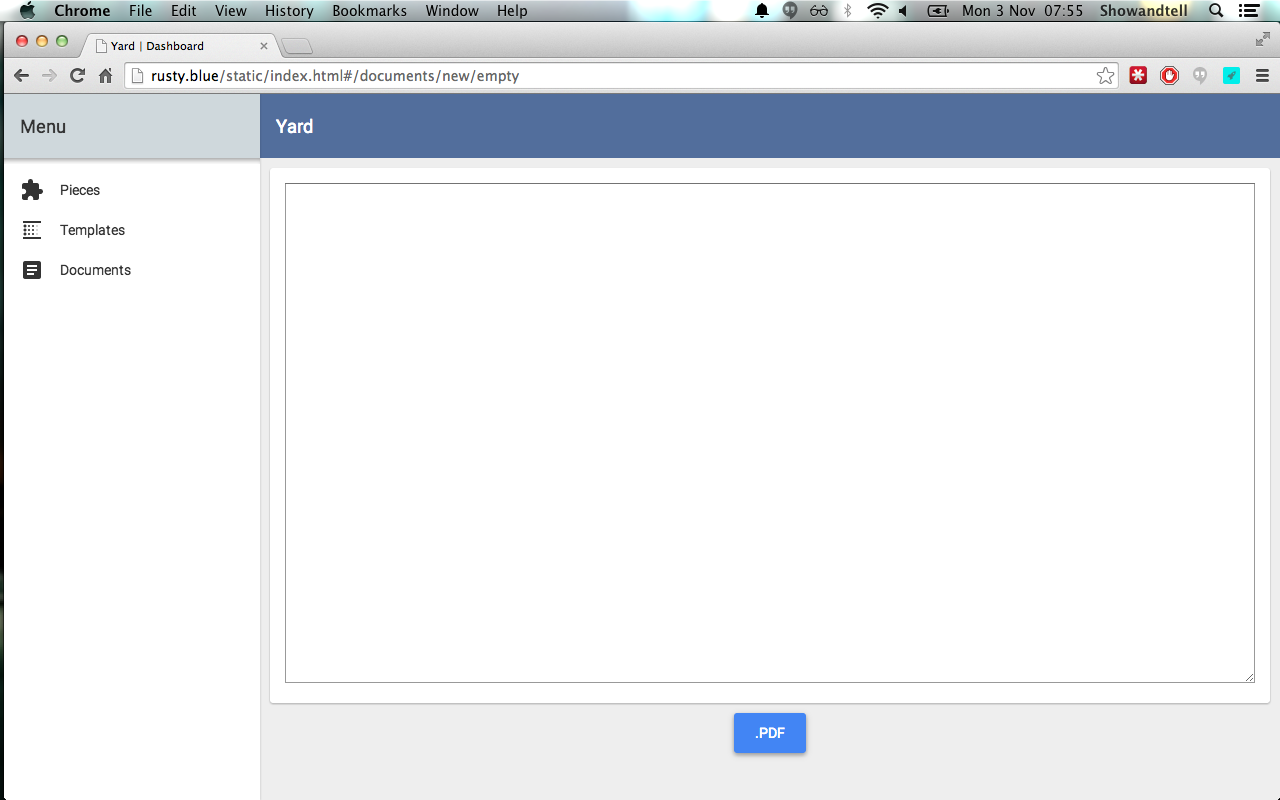 Chrome File Edit View History Bookmarks Window Help Mon 3 Nov 07:55 Showandtell
Yard | Dashboard
rusty.blue/static/index.html#/documents/new/empty
Menu
Yard
Pieces
Templates
Documents
.PDF